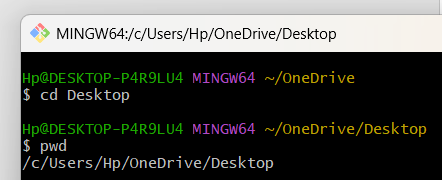 MINGW64:/c/Users/Hp/OneDrive/Desktop
Hp@DESKTOP-P4R9LU4 MINGW64 ~/OneDrive
$ cd Desktop
Hp@DESKTOP-P4R9LU4 MINGW64 ~/OneDrive/Desktop
$ pwd
/c/Users/Hp/OneDrive/Desktop